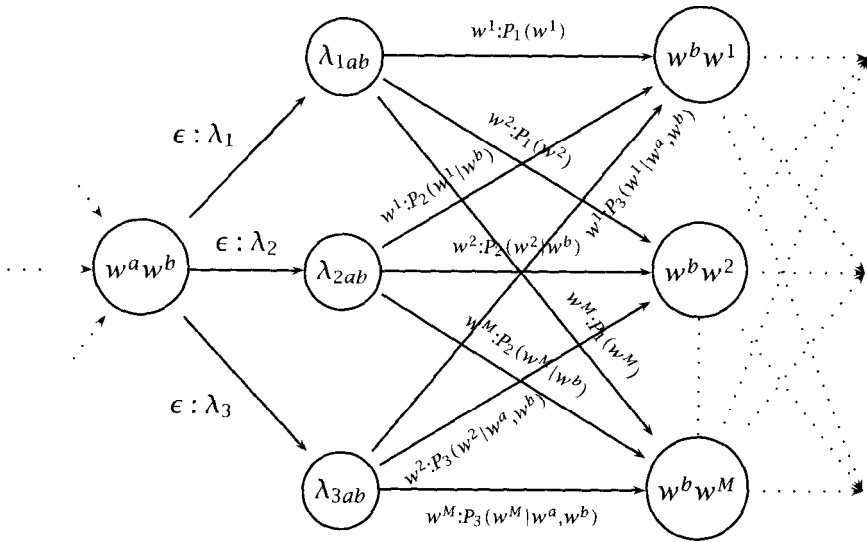 λ₁ab
w¹:P₁(w¹)
wᵇw¹
ϵ : λ₁
w²:P₁(w²)
w¹:P₂(w¹|wᵇ)
w¹:P₃(w¹|wᵃ,wᵇ)
wᵃwᵇ
ϵ : λ₂
λ₂ab
w²:P₂(w²|wᵇ)
wᵇw²
wᴹ:P₁(wᴹ)
wᴹ:P₂(wᴹ|wᵇ)
ϵ : λ₃
w²:P₃(w²|wᵃ,wᵇ)
λ₃ab
wᴹ:P₃(wᴹ|wᵃ,wᵇ)
wᵇwᴹ